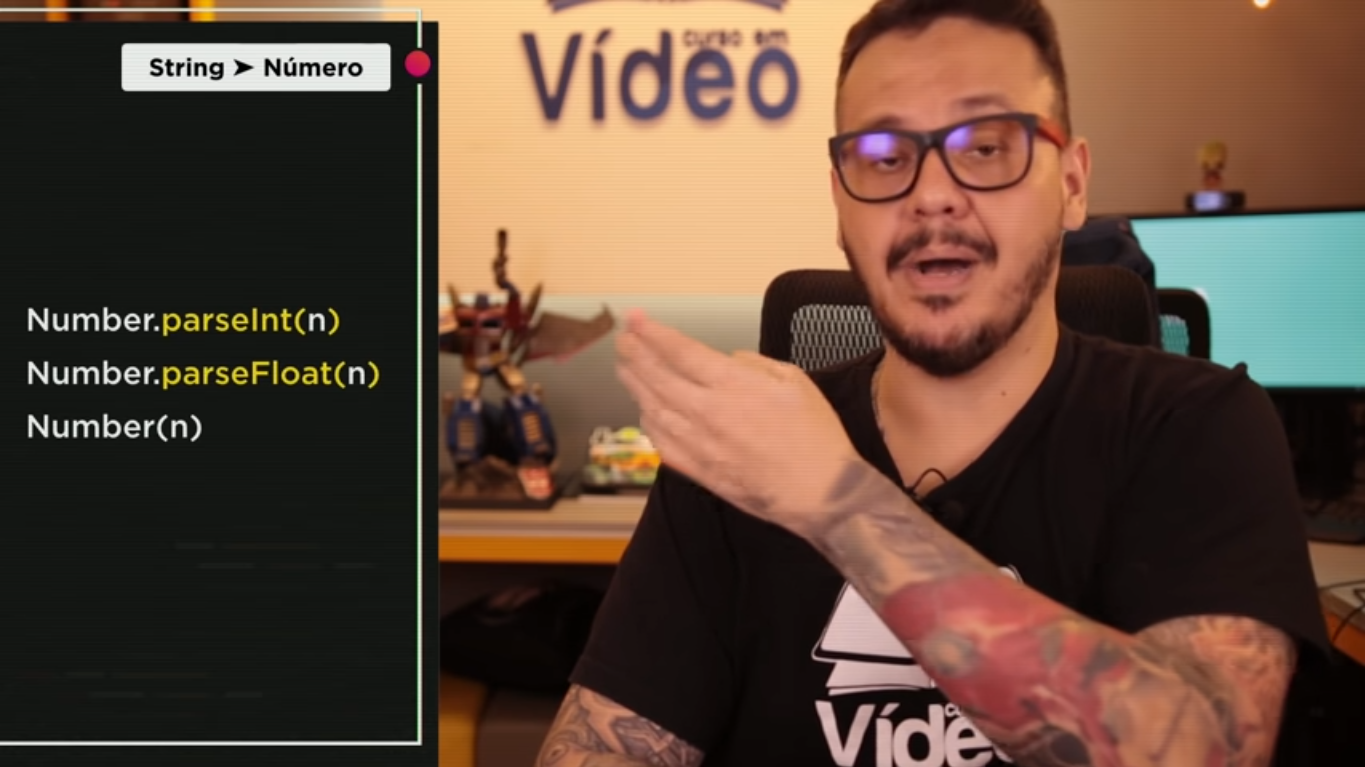 String ➤ Número
Number.parseInt(n)
Number.parseFloat(n)
Number(n)
curso em
Vídeo
Vídeo